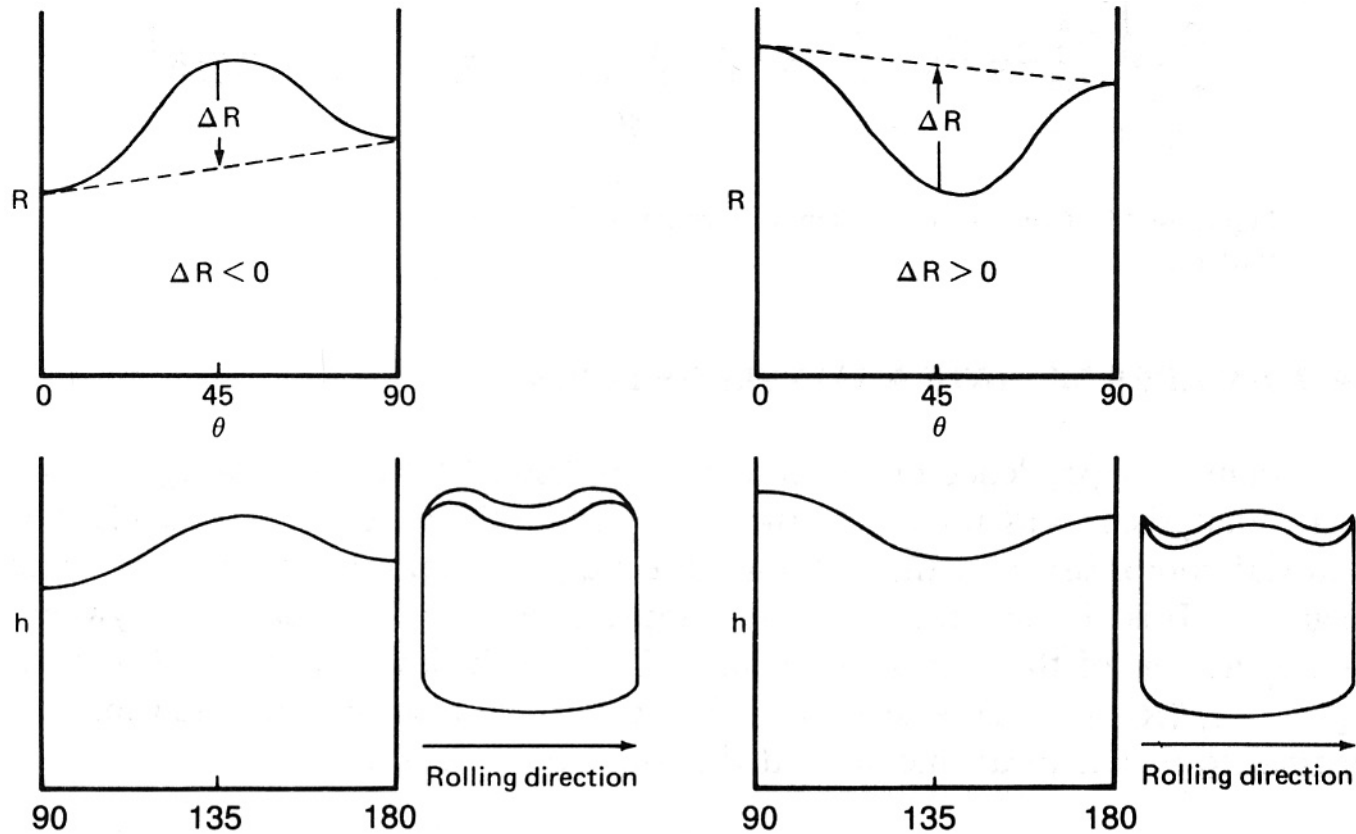 ΔR
R
ΔR < 0
0 45 90
θ
ΔR
R
ΔR > 0
0 45 90
θ
h
Rolling direction
90 135 180
h
Rolling direction
90 135 180